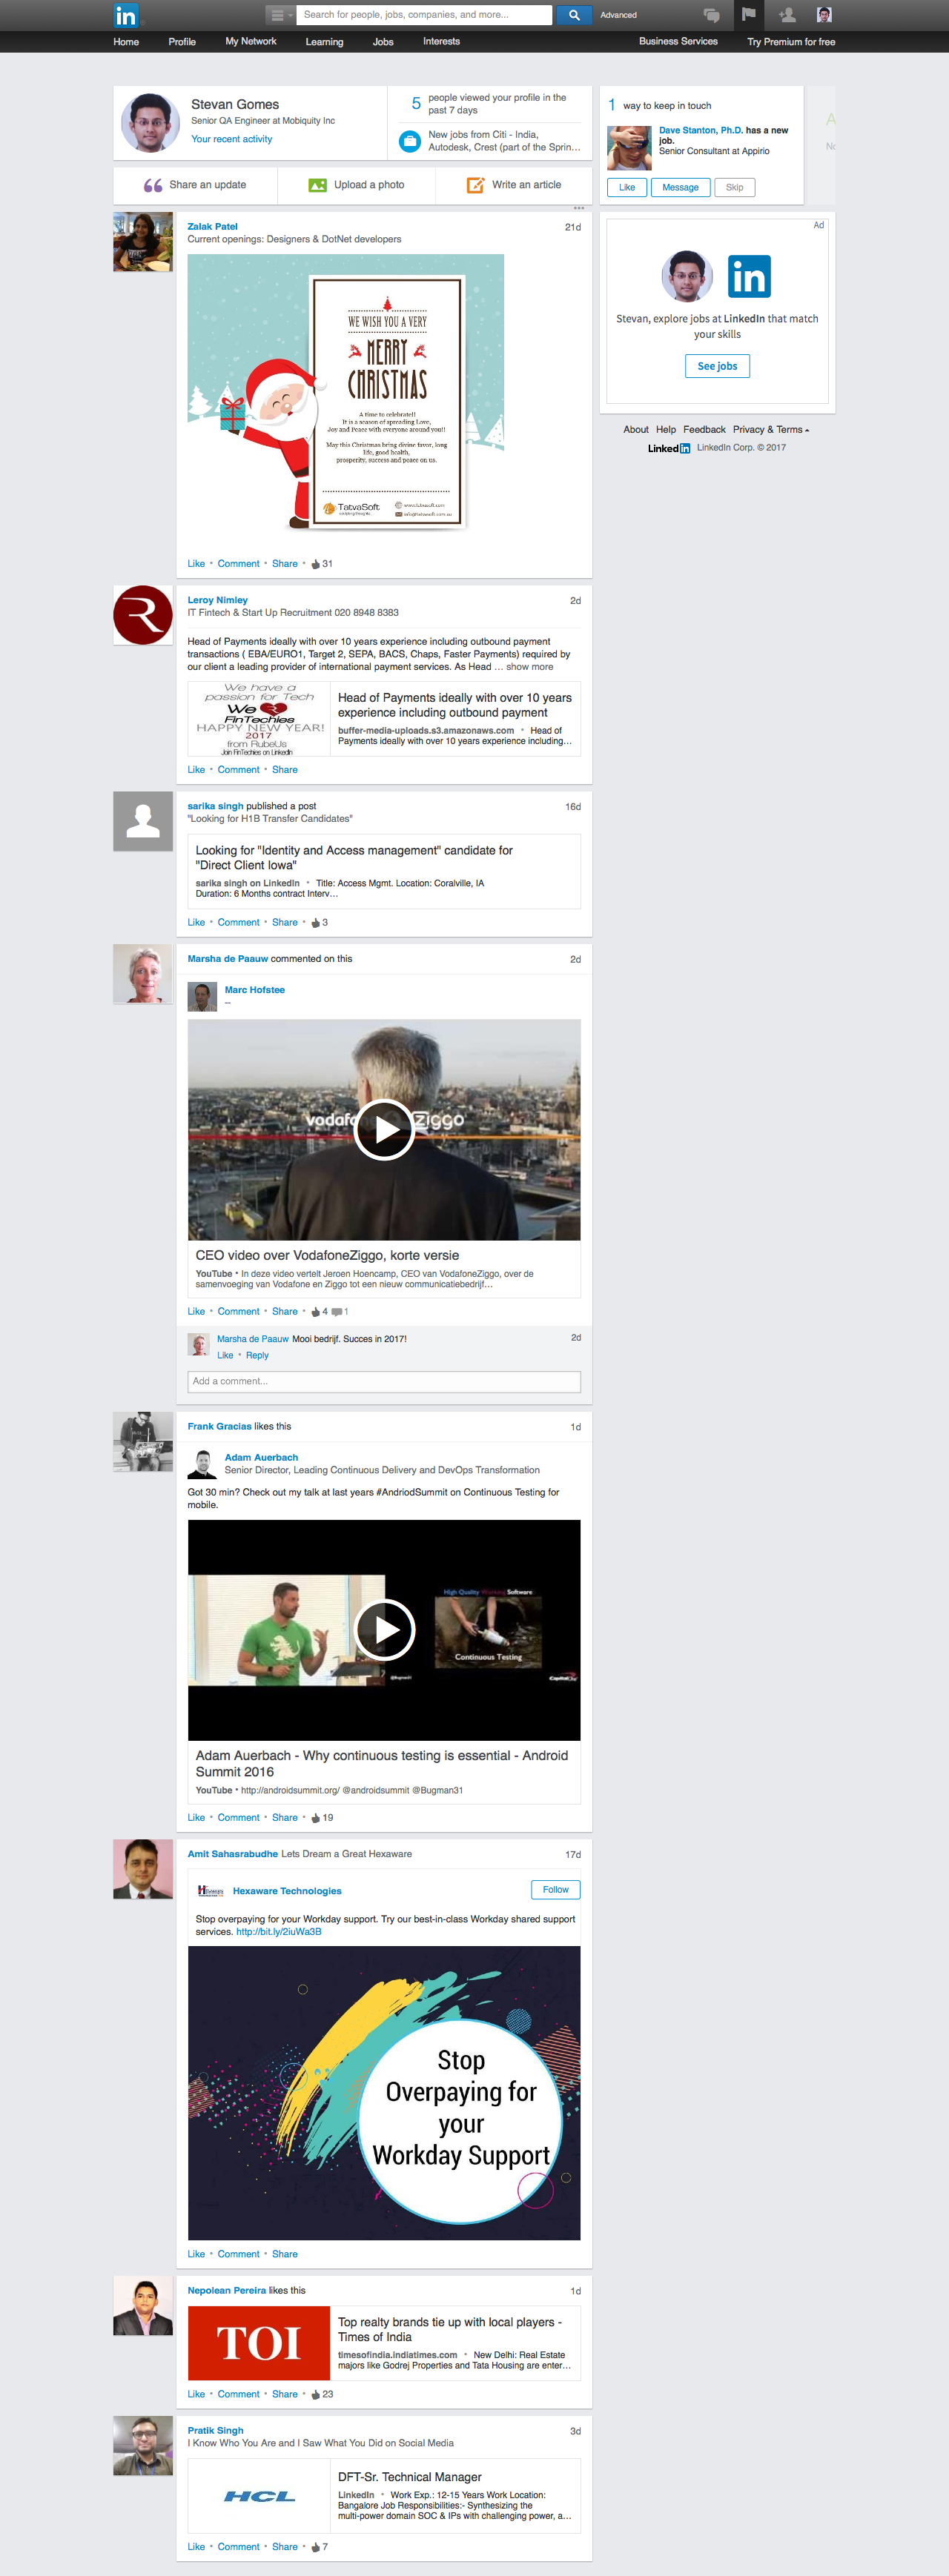 in
Search for people, jobs, companies, and more...
Advanced
Home Profile My Network Learning Jobs Interests Business Services Try Premium for free
Stevan Gomes
Senior QA Engineer at Mobiquity Inc
Your recent activity
5 people viewed your profile in the
past 7 days
New jobs from Citi - India,
Autodesk, Crest (part of the Sprin...
1 way to keep in touch
Dave Stanton, Ph.D. has a new
job.
Senior Consultant at Appirio
Like Message Skip
Share an update Upload a photo Write an article
Zalak Patel 21d
Current openings: Designers & DotNet developers
WE WISH YOU A VERY
MERRY
CHRISTMAS
A time to celebrate!!
It is a season of spreading Love,
Joy and Peace with everyone around you!!
May this Christmas bring divine favor, long
life, good health,
prosperity, success and peace on us.
TatvaSoft
www.tatvasoft.com
info@tatvasoft.com.au
Like • Comment • Share • 31
Ad
in
Stevan, explore jobs at LinkedIn that match
your skills
See jobs
About Help Feedback Privacy & Terms
LinkedIn LinkedIn Corp. © 2017
Leroy Nimley 2d
IT Fintech & Start Up Recruitment 020 8948 8383
Head of Payments ideally with over 10 years experience including outbound payment
transactions ( EBA/EURO1, Target 2, SEPA, BACS, Chaps, Faster Payments) required by
our client a leading provider of international payment services. As Head ... show more
We have a
passion for Tech
We
FinTechies
HAPPY NEW YEAR!
2017
from RubeUs
Join FinTechies on LinkedIn
Head of Payments ideally with over 10 years
experience including outbound payment
buffer-media-uploads.s3.amazonaws.com • Head of
Payments ideally with over 10 years experience including...
Like • Comment • Share
sarika singh published a post 16d
"Looking for H1B Transfer Candidates"
Looking for "Identity and Access management" candidate for
"Direct Client Iowa"
sarika singh on LinkedIn • Title: Access Mgmt. Location: Coralville, IA
Duration: 6 Months contract Interv...
Like • Comment • Share • 3
Marsha de Paauw commented on this 2d
Marc Hofstee
--
vodaf Ziggo
CEO video over VodafoneZiggo, korte versie
YouTube • In deze video vertelt Jeroen Hoencamp, CEO van VodafoneZiggo, over de
samenvoeging van Vodafone en Ziggo tot een nieuw communicatiebedrijf...
Like • Comment • Share • 4 1
Marsha de Paauw Mooi bedrijf. Succes in 2017! 2d
Like • Reply
Add a comment...
Frank Gracias likes this 1d
Adam Auerbach
Senior Director, Leading Continuous Delivery and DevOps Transformation
Got 30 min? Check out my talk at last years #AndriodSummit on Continuous Testing for
mobile.
High Quality Working Software
Continuous Testing
@Bugman31
Capital One
Adam Auerbach - Why continuous testing is essential - Android
Summit 2016
YouTube • http://androidsummit.org/ @androidsummit @Bugman31
Like • Comment • Share • 19
Amit Sahasrabudhe Lets Dream a Great Hexaware 17d
Hexaware Technologies Follow
Stop overpaying for your Workday support. Try our best-in-class Workday shared support
services. http://bit.ly/2iuWa3B
Stop
Overpaying for
your
Workday Support
Like • Comment • Share
Nepolean Pereira likes this 1d
TOI
Top realty brands tie up with local players -
Times of India
timesofindia.indiatimes.com • New Delhi: Real Estate
majors like Godrej Properties and Tata Housing are enter...
Like • Comment • Share • 23
Pratik Singh 3d
I Know Who You Are and I Saw What You Did on Social Media
HCL
DFT-Sr. Technical Manager
LinkedIn • Work Exp.: 12-15 Years Work Location:
Bangalore Job Responsibilities:- Synthesizing the
multi-power domain SOC & IPs with challenging power, a...
Like • Comment • Share • 7